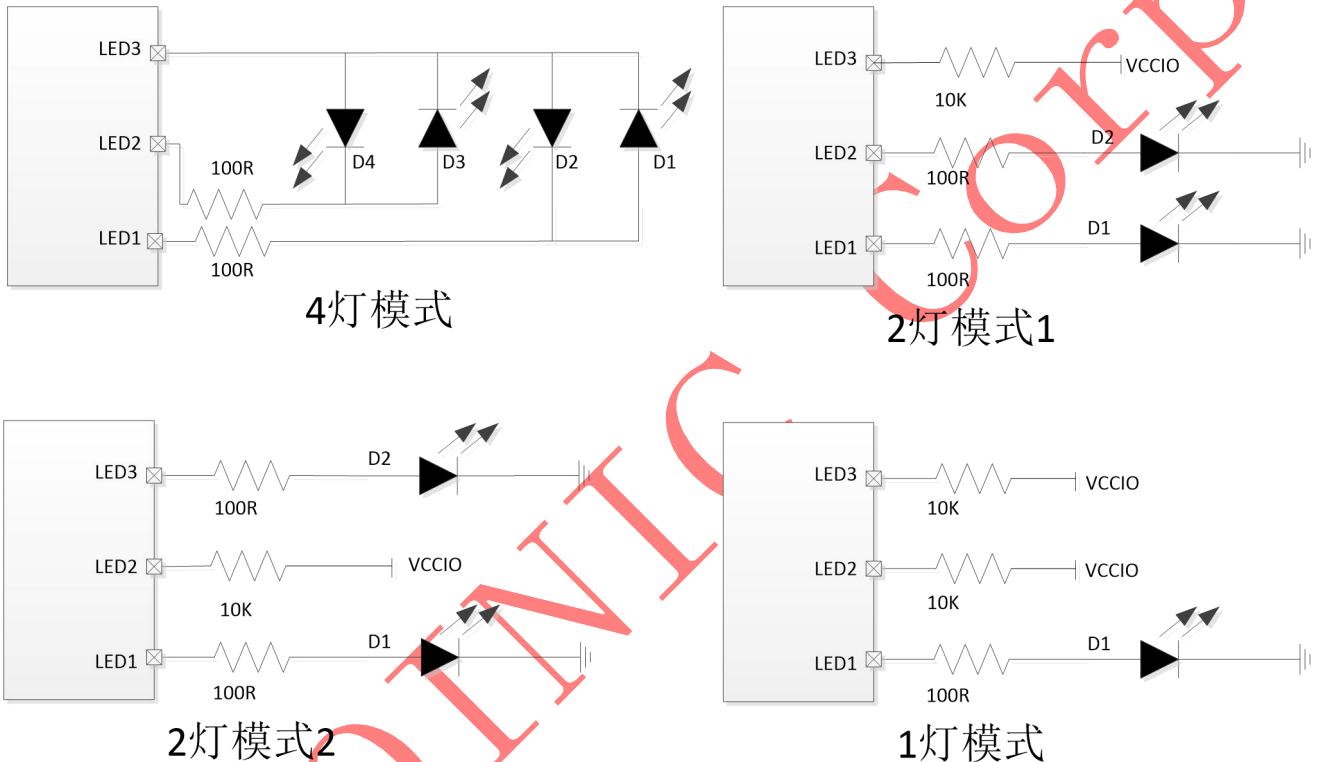 LED3
LED2
100R
D4
D3
D2
D1
LED1
100R
4灯模式
LED3
VCCIO
10K
D2
LED2
100R
D1
LED1
100R
2灯模式1
LED3
D2
100R
LED2
VCCIO
10K
D1
LED1
100R
2灯模式2
LED3
VCCIO
10K
LED2
VCCIO
10K
D1
LED1
100R
1灯模式
ONIC Corp